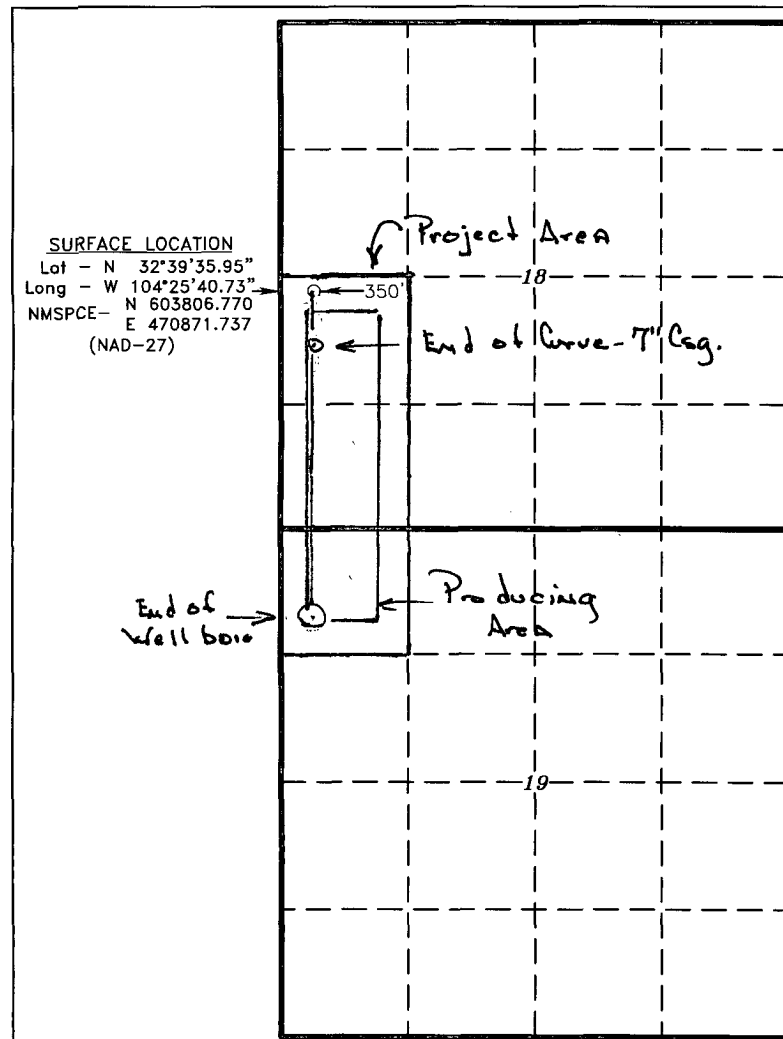 Project Area
SURFACE LOCATION
Lat - N 32°39'35.95"
Long - W 104°25'40.73"
NMSPCE- N 603806.770
E 470871.737
(NAD-27)
18
350'
End of Curve - 7" Csg.
End of
Well bore
Producing
Area
19